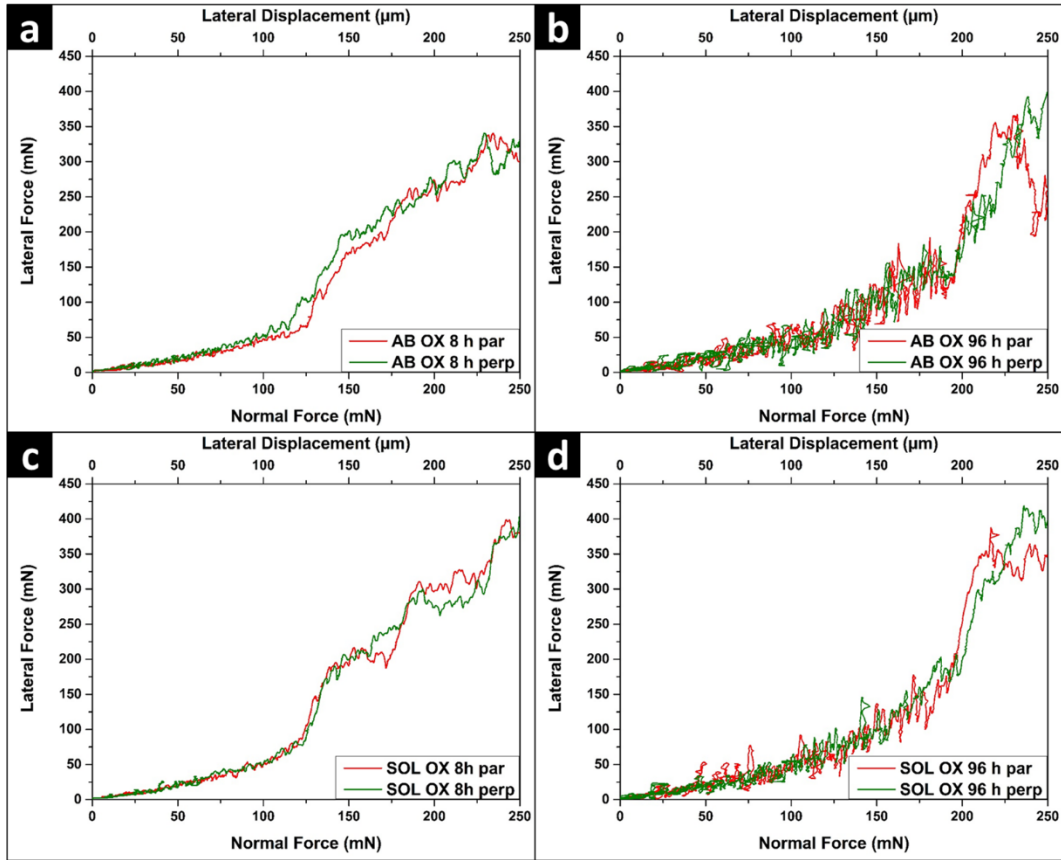 a
Lateral Displacement (µm)
0 50 100 150 200 250
450
400
350
300
250
200
150
100
50
0
Lateral Force (mN)
AB OX 8 h par
AB OX 8 h perp
0 50 100 150 200 250
Normal Force (mN)
b
Lateral Displacement (µm)
0 50 100 150 200 250
450
400
350
300
250
200
150
100
50
0
Lateral Force (mN)
AB OX 96 h par
AB OX 96 h perp
0 50 100 150 200 250
Normal Force (mN)
c
Lateral Displacement (µm)
0 50 100 150 200 250
450
400
350
300
250
200
150
100
50
0
Lateral Force (mN)
SOL OX 8h par
SOL OX 8h perp
0 50 100 150 200 250
Normal Force (mN)
d
Lateral Displacement (µm)
0 50 100 150 200 250
450
400
350
300
250
200
150
100
50
0
Lateral Force (mN)
SOL OX 96 h par
SOL OX 96 h perp
0 50 100 150 200 250
Normal Force (mN)